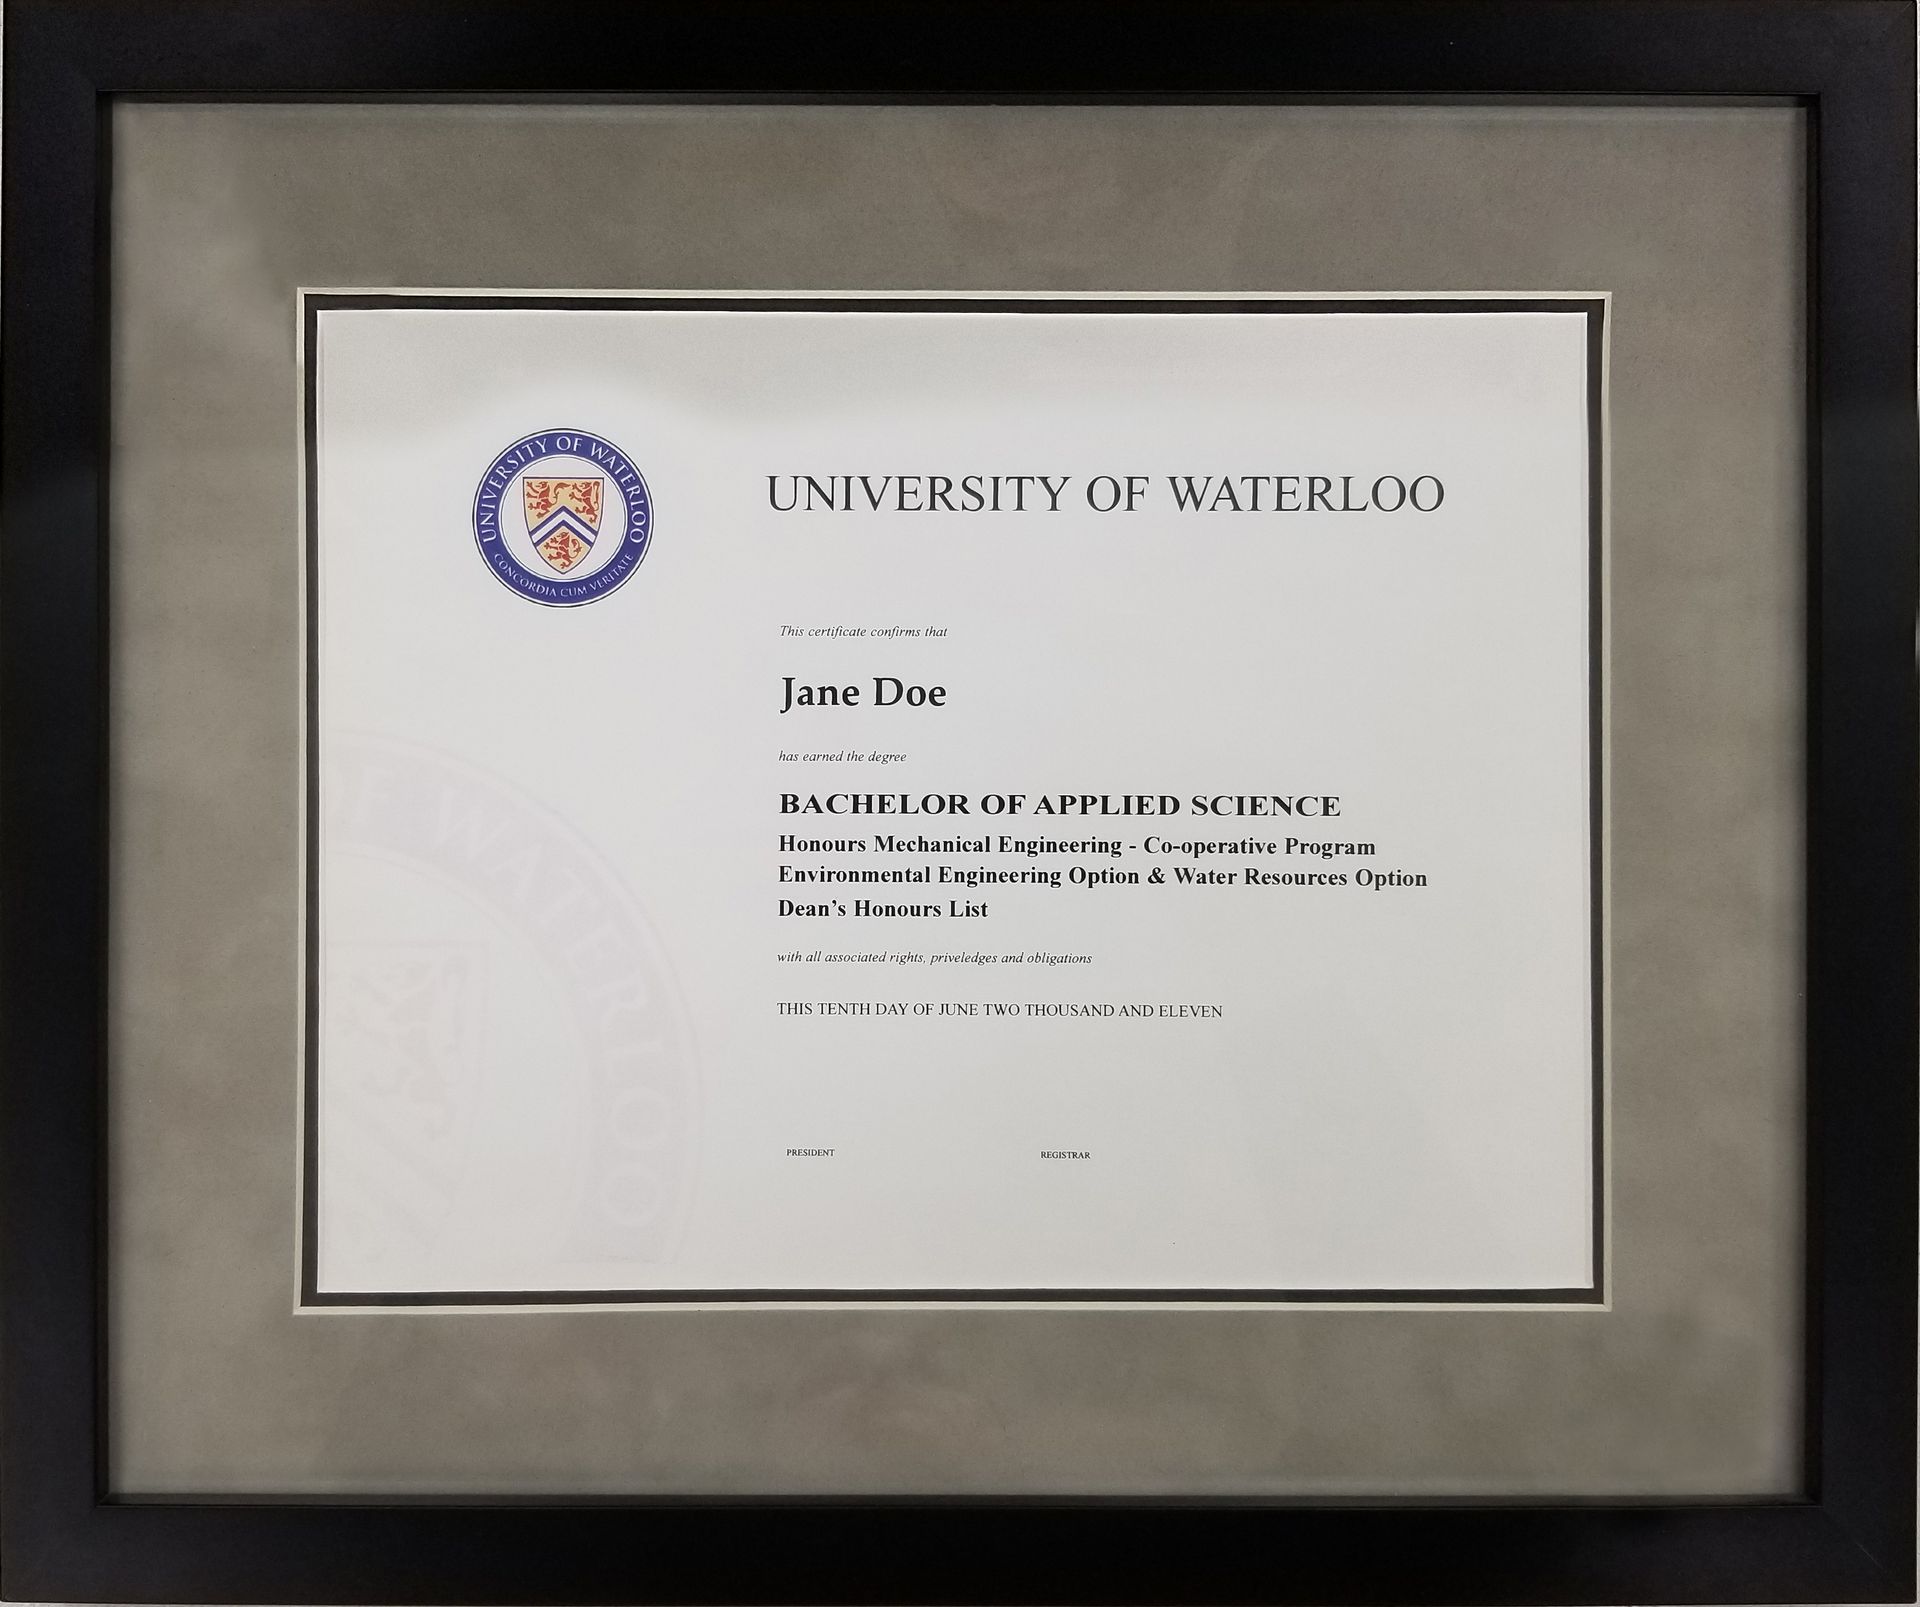 UNIVERSITY OF WATERLOO
CONCORDIA CUM VERITATE
UNIVERSITY OF WATERLOO
This certificate confirms that
Jane Doe
has earned the degree
BACHELOR OF APPLIED SCIENCE
Honours Mechanical Engineering - Co-operative Program
Environmental Engineering Option & Water Resources Option
Dean's Honours List
with all associated rights, priveledges and obligations
THIS TENTH DAY OF JUNE TWO THOUSAND AND ELEVEN
PRESIDENT REGISTRAR
OF WATERLOO